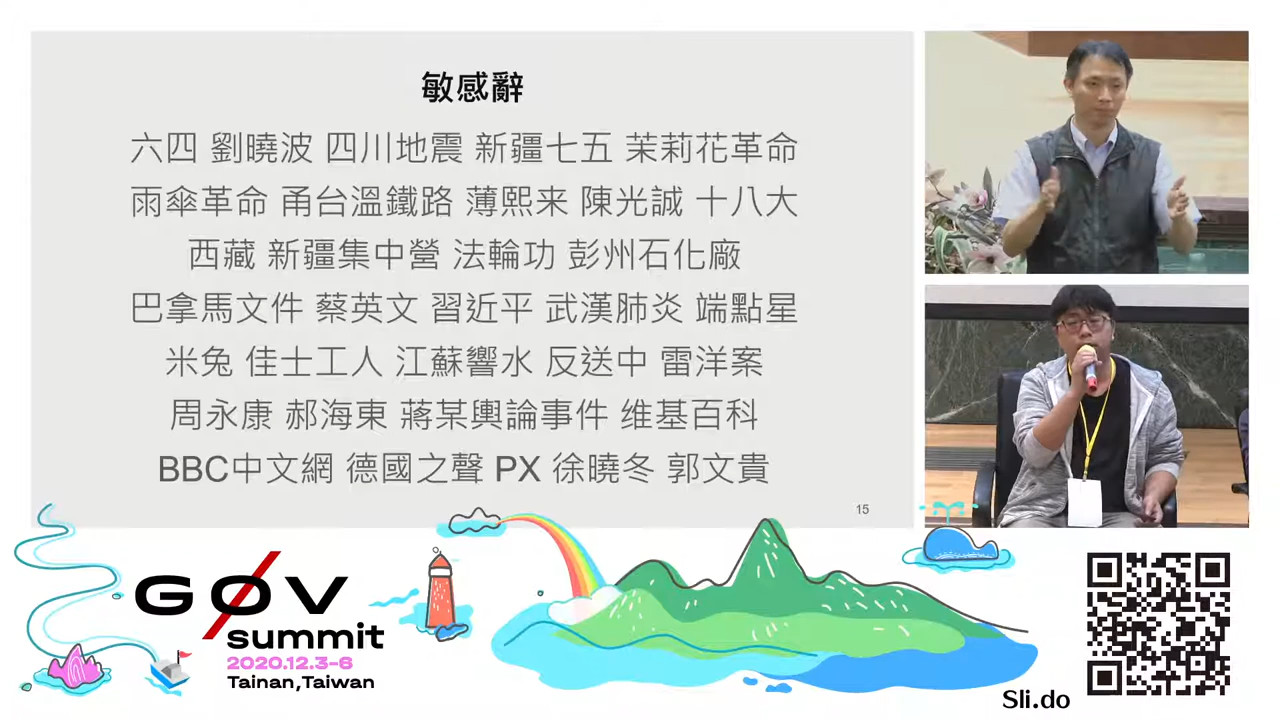 敏感辭
六四 劉曉波 四川地震 新疆七五 茉莉花革命
雨傘革命 甬台溫鐵路 薄熙来 陳光誠 十八大
西藏 新疆集中營 法輪功 彭州石化廠
巴拿馬文件 蔡英文 習近平 武漢肺炎 端點星
米兔 佳士工人 江蘇響水 反送中 雷洋案
周永康 郝海東 蔣某輿論事件 维基百科
BBC中文網 德國之聲 PX 徐曉冬 郭文貴
15
GØV
summit
2020.12.3-6
Tainan,Taiwan
Sli.do